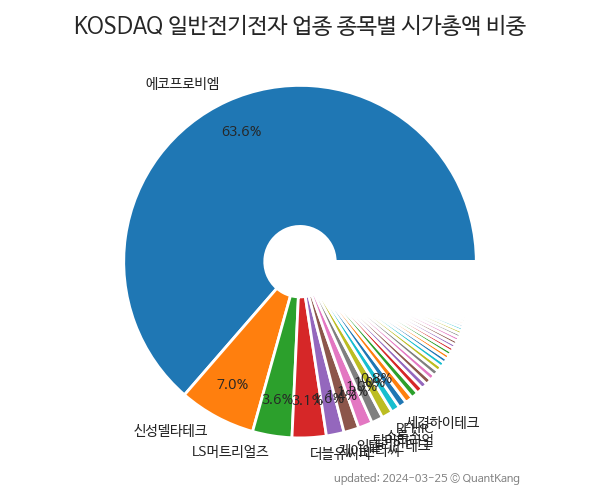 KOSDAQ 일반전기전자 업종 종목별 시가총액 비중
에코프로비엠
63.6%
7.0%
3.6%
3.1%
0.8%
신성델타테크
LS머트리얼즈
더블유씨피
세경하이테크
updated: 2024-03-25 © QuantKang